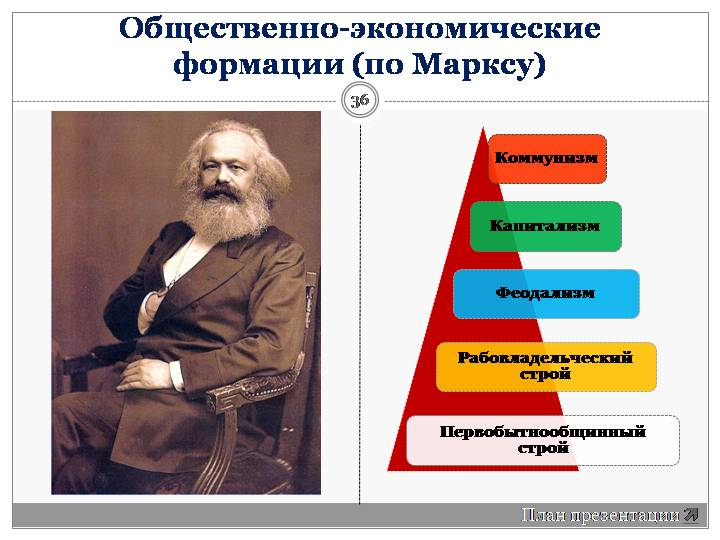 Общественно-экономические
формации (по Марксу)
36
Коммунизм
Капитализм
Феодализм
Рабовладельческий
строй
Первобытнообщинный
строй
План презентации